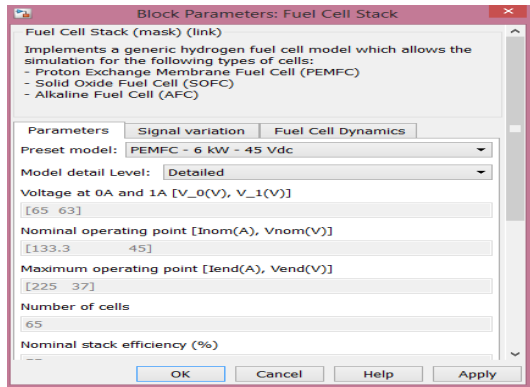 Block Parameters: Fuel Cell Stack
Fuel Cell Stack (mask) (link)
Implements a generic hydrogen fuel cell model which allows the
simulation for the following types of cells:
- Proton Exchange Membrane Fuel Cell (PEMFC)
- Solid Oxide Fuel Cell (SOFC)
- Alkaline Fuel Cell (AFC)
Parameters Signal variation Fuel Cell Dynamics
Preset model: PEMFC - 6 kW - 45 Vdc
Model detail Level: Detailed
Voltage at 0A and 1A [V_0(V), V_1(V)]
[65 63]
Nominal operating point [Inom(A), Vnom(V)]
[133.3 45]
Maximum operating point [Iend(A), Vend(V)]
[225 37]
Number of cells
65
Nominal stack efficiency (%)
OK Cancel Help Apply